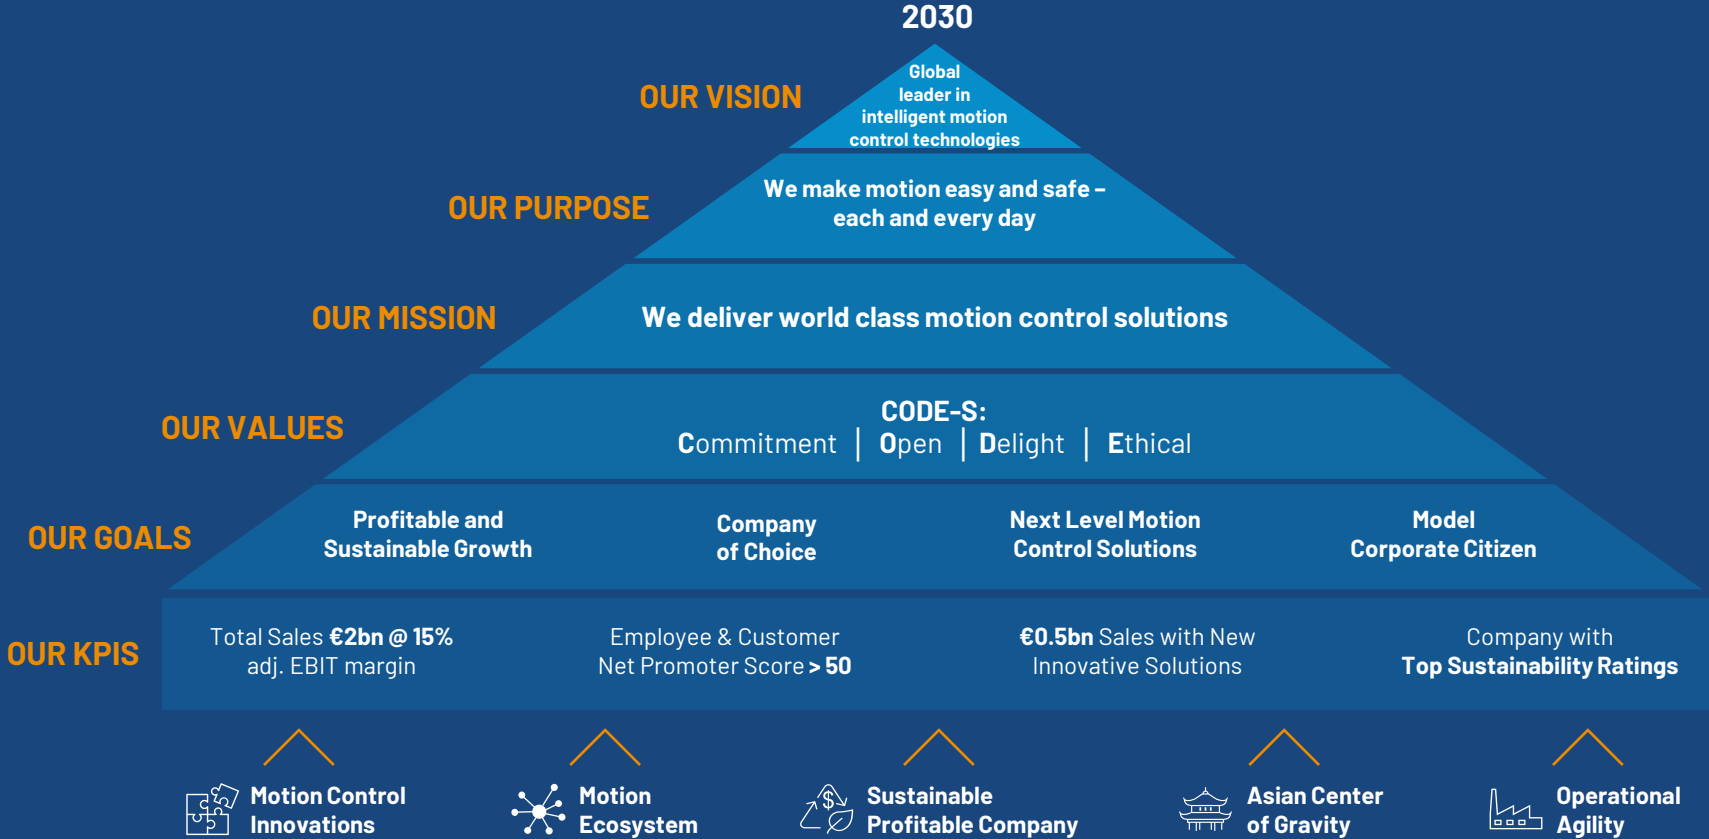 2030
OUR VISION
Global
leader in
intelligent motion
control technologies
OUR PURPOSE
We make motion easy and safe –
each and every day
OUR MISSION
We deliver world class motion control solutions
OUR VALUES
CODE-S:
Commitment | Open | Delight | Ethical
OUR GOALS
Profitable and
Sustainable Growth
Company
of Choice
Next Level Motion
Control Solutions
Model
Corporate Citizen
OUR KPIS
Total Sales €2bn @ 15%
adj. EBIT margin
Employee & Customer
Net Promoter Score > 50
€0.5bn Sales with New
Innovative Solutions
Company with
Top Sustainability Ratings
Motion Control
Innovations
Motion
Ecosystem
$
Sustainable
Profitable Company
Asian Center
of Gravity
Operational
Agility